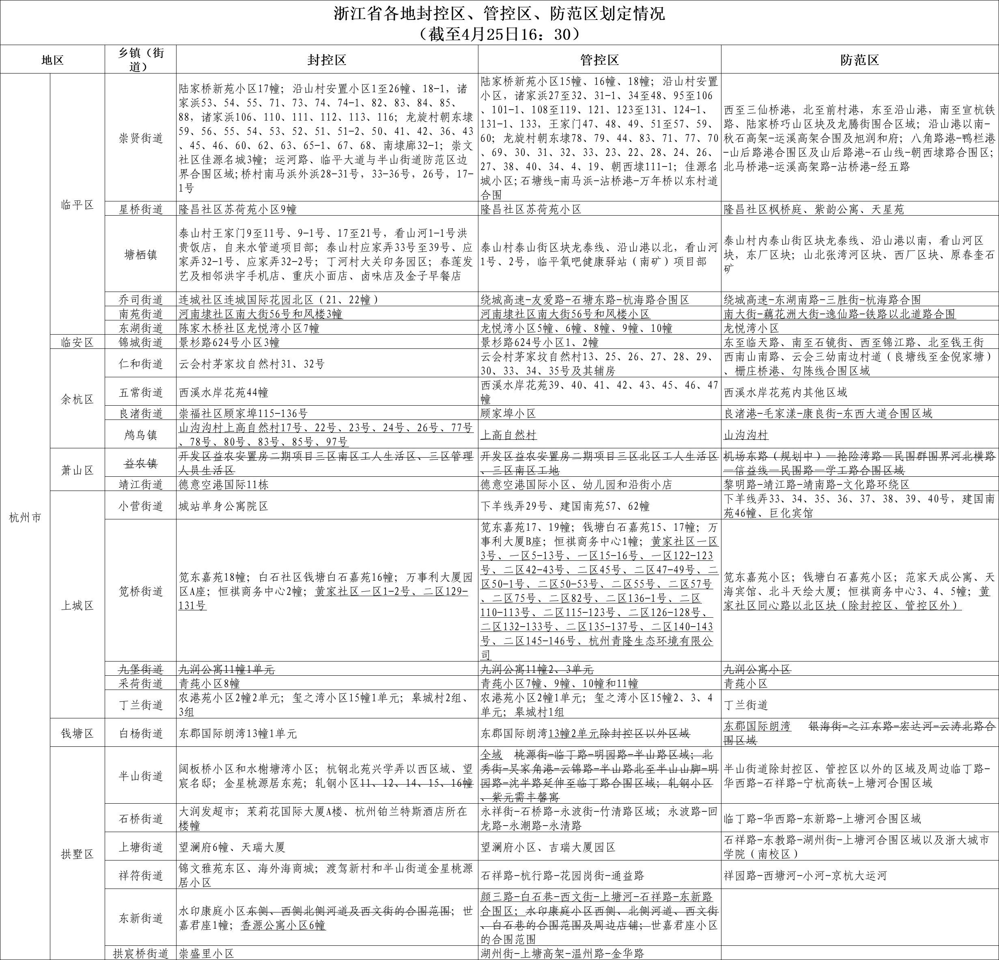 浙江省各地封控区、管控区、防范区划定情况
（截至4月25日16：30）
地区
乡镇（街
道）
封控区
管控区
防范区
杭州市
临平区
崇贤街道
陆家桥新苑小区17幢；沿山村安置小区1至26幢、18-1，诸
家浜53、54、55、71、73、74、74-1、82、83、84、85、
88，诸家浜106、110、111、112、113、116；龙旋村朝东埭
59、56、55、54、53、52、51、51-2、50、41、42、36、43
、45、46、60、62、63、65-1、67、68、南埭廊32-1；崇文
社区佳源名城3幢；运河路、临平大道与半山街道防范区边
界合围区域;桥村南马浜外浜28-31号，33-36号，26号，17-
1号
陆家桥新苑小区15幢、16幢、18幢；沿山村安置
小区，诸家浜27至32、31-1、34至48、95至106
、101-1、108至119、121、123至131、124-1、
131-1、133，王家门47、48、49、51至57、59、
60；龙旋村朝东埭78、79、44、83、71、77、70
、69、30、31、32、33、23、22、28、24、26、
27、38、40、34、4、19、朝西埭111-1；佳源名
城小区;石塘线-南马浜-沾桥港-万年桥以东村道
合围
西至三仙桥港，北至前村港，东至沿山港，南至宣杭铁
路、陆家桥巧山区块及龙腾街围合区域；沿山港以南-
秋石高架-运溪高架合围及旭润和府；八角路港-鸭栏港
-山后路港合围区及山后路港-石山线-朝西埭路合围区；
北马桥港-运溪高架路-沾桥港-经五路
星桥街道
隆昌社区苏荷苑小区9幢
隆昌社区苏荷苑小区
隆昌社区枫桥庭、紫韵公寓、天星苑
塘栖镇
泰山村王家门9至11号、9-1号、17至21号，看山河1-1号洪
贵饭店，自来水管道项目部；泰山村应家弄33号至39号、应
家弄32-1号、应家弄32-2号；丁河村大关印务园区；春莲发
艺及相邻洪宇手机店、重庆小面店、卤味店及金子早餐店
泰山村泰山街区块龙泰线、沿山港以北，看山河
1号、2号，临平氧吧健康驿站（南矿）项目部
泰山村内泰山街区块龙泰线、沿山港以南，看山河区
块，东厂区块；山北张湾河区块、西厂区块、原春奎石
矿
乔司街道
连城社区连城国际花园北区（21、22幢）
绕城高速-友爱路-石塘东路-杭海路合围区
绕城高速-东湖南路-三胜街-杭海路合围
南苑街道
河南埭社区南大街56号和风楼3幢
河南埭社区南大街56号和风楼小区
南大街-藕花洲大街-逸仙路-铁路以北道路合围
东湖街道
陈家木桥社区龙悦湾小区7幢
龙悦湾小区5幢、6幢、8幢、9幢、10幢
龙悦湾小区
临安区
锦城街道
景杉路624号小区3幢
景杉路624号小区1、2幢
东至临天路、南至石镜街、西至锦江路、北至钱王街
余杭区
仁和街道
云会村茅家坟自然村31、32号
云会村茅家坟自然村13、25、26、27、28、29、
30、33、34、35号及其辅房
西南山南路、云会三幼南边村道（良塘线至金倪家塘）
、栅庄桥港、勾陈线合围区域
五常街道
西溪水岸花苑44幢
西溪水岸花苑39、40、41、42、43、45、46、47
幢
西溪水岸花苑内其他区域
良渚街道
崇福社区顾家埠115-136号
顾家埠小区
良渚港-毛家漾-康良街-东西大道合围区域
鸬鸟镇
山沟沟村上高自然村17号、22号、23号、24号、26号、77号
、78号、80号、83号、85号、97号
上高自然村
山沟沟村
萧山区
益农镇
开发区益农安置房二期项目三区南区工人生活区、三区管理
人员生活区
开发区益农安置房二期项目三区北区工人生活区
、三区南区工地
机场东路（规划中）—抢险湾路—民围群围界河北横路
—信益线—民围路—学工路合围区域
靖江街道
德意空港国际11栋
德意空港国际小区、幼儿园和沿街小店
黎明路-靖江路-靖南路-文化路环绕区
上城区
小营街道
城站单身公寓院区
下羊线弄29号、建国南苑57、62幢
下羊线弄33、34、35、36、37、38、39、40号，建国南
苑46幢、巨化宾馆
笕桥街道
笕东嘉苑18幢；白石社区钱塘白石嘉苑16幢；万事利大厦园
区A座；恒祺商务中心2幢；黄家社区一区1-2号、二区129-
131号
笕东嘉苑17、19幢；钱塘白石嘉苑15、17幢；万
事利大厦B座；恒祺商务中心1幢；黄家社区一区
3号、一区5-13号、一区15-16号、一区122-123
号、二区42-43号、二区45号、二区47-49号、二
区50-1号、二区50-53号、二区55号、二区57号
、二区75号、二区82号、二区136-1号、二区
110-113号、二区115-123号、二区126-128号、
二区132-133号、二区135-137号、二区140-143
号、二区145-146号、杭州青隆生态环境有限公
司
笕东嘉苑小区；钱塘白石嘉苑小区；范家天成公寓、天
海宾馆、北斗天绘大厦；恒祺商务中心3、4、5幢；黄
家社区同心路以北区块（除封控区、管控区外）
九堡街道
九润公寓11幢1单元
九润公寓11幢2、3单元
九润公寓小区
采荷街道
青莼小区8幢
青莼小区7幢、9幢、10幢和11幢
青莼小区
丁兰街道
农港苑小区2幢2单元；玺之湾小区15幢1单元；皋城村2组、
3组
农港苑小区2幢1单元；玺之湾小区15幢2、3、4
单元；皋城村1组
丁兰街道
钱塘区
白杨街道
东郡国际朗湾13幢1单元
东郡国际朗湾13幢2单元除封控区以外区域
东郡国际朗湾 银海街-之江东路-宏达河-云涛北路合
围区域
拱墅区
半山街道
阔板桥小区和水榭塘湾小区；杭钢北苑兴学弄以西区域、望
宸名邸；金星桃源居东苑；轧钢小区11、12、14、15、16幢
全域 桃源街-临丁路-明园路-半山路区域；北
秀街-吴家角港-云锦路-半山路北至半山山脚-明
园路-沈半路延伸至临丁路合围区域；轧钢小区
、紫元需丰馨寓
半山街道除封控区、管控区以外的区域及周边临丁路-
华西路-石祥路-宁杭高铁-上塘河合围区域
石桥街道
大润发超市；茉莉花国际大厦A楼、杭州铂兰特斯酒店所在
楼幢
永祥街-石桥路-永波街-竹清路区域；永波路-回
龙路-永潮路-永清路
临丁路-华西路-东新路-上塘河合围区域
上塘街道
望澜府6幢、天瑞大厦
望澜府小区、吉瑞大厦园区
石祥路-东教路-湖州街-上塘河合围区域以及浙大城市
学院（南校区）
祥符街道
锦文雅苑东区、海外海商城；渡驾新村和半山街道金星桃源
居小区
石祥路-杭行路-花园岗街-通益路
祥园路-西塘河-小河-京杭大运河
东新街道
水印康庭小区东侧、西侧北侧河道及西文街的合围范围；世
嘉君座1幢；香源公寓小区6幢
颜三路-白石巷-西文街-上塘河-石祥路-东新路
合围区；水印康庭小区西侧、北侧河道、西文街
、白石巷的合围范围及周边店铺；世嘉君座小区
的合围范围
拱宸桥街道
崇盛里小区
湖州街-上塘高架-温州路-金华路